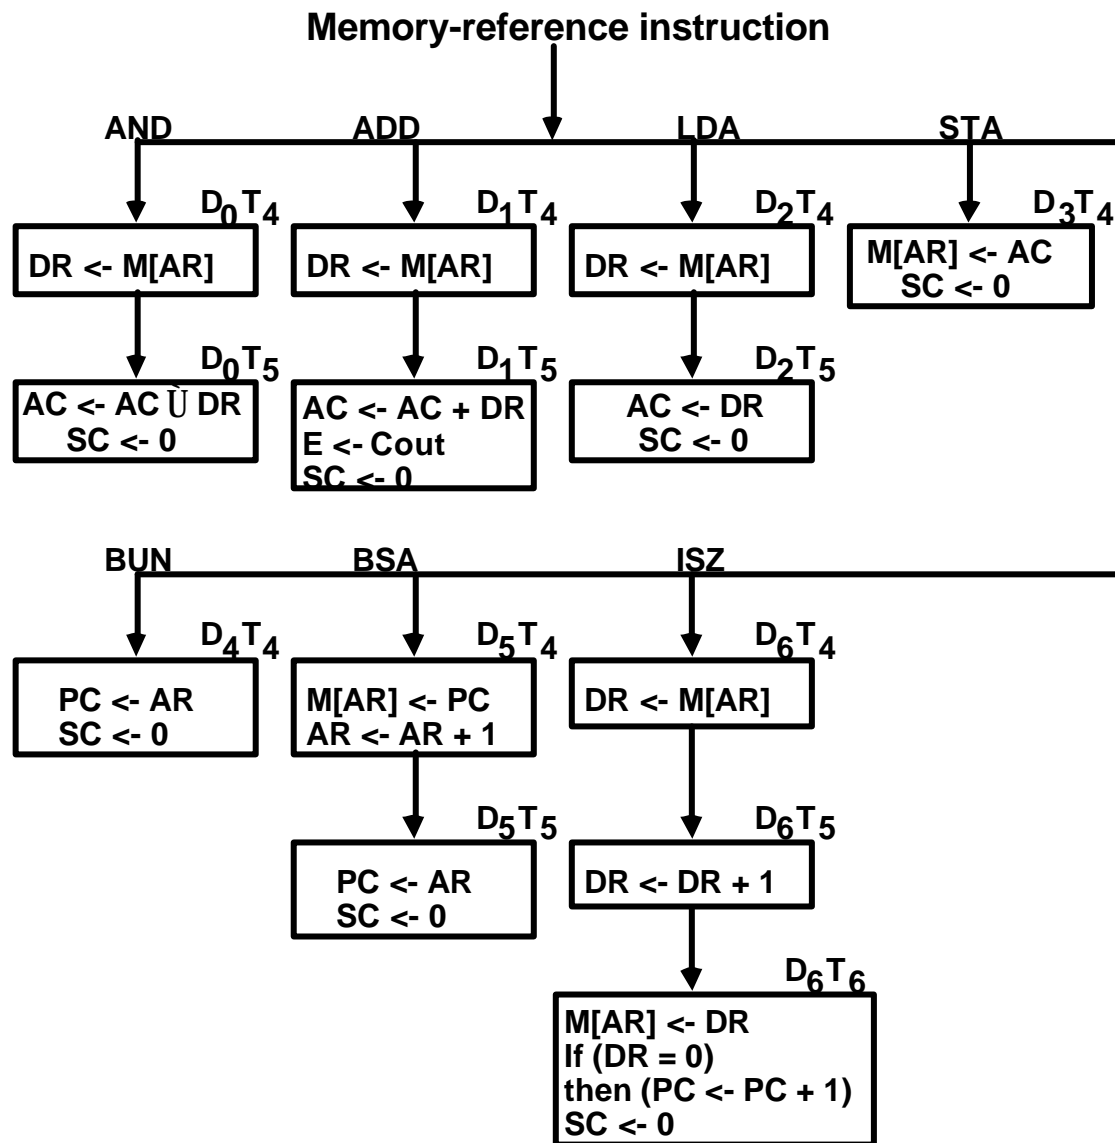 Memory-reference instruction
AND ADD LDA STA
D0T4 D1T4 D2T4 D3T4
DR <- M[AR]
DR <- M[AR]
DR <- M[AR]
M[AR] <- AC
SC <- 0
D0T5 D1T5 D2T5
AC <- AC Ù DR
SC <- 0
AC <- AC + DR
E <- Cout
SC <- 0
AC <- DR
SC <- 0
BUN BSA ISZ
D4T4 D5T4 D6T4
PC <- AR
SC <- 0
M[AR] <- PC
AR <- AR + 1
DR <- M[AR]
D5T5 D6T5
PC <- AR
SC <- 0
DR <- DR + 1
D6T6
M[AR] <- DR
If (DR = 0)
then (PC <- PC + 1)
SC <- 0